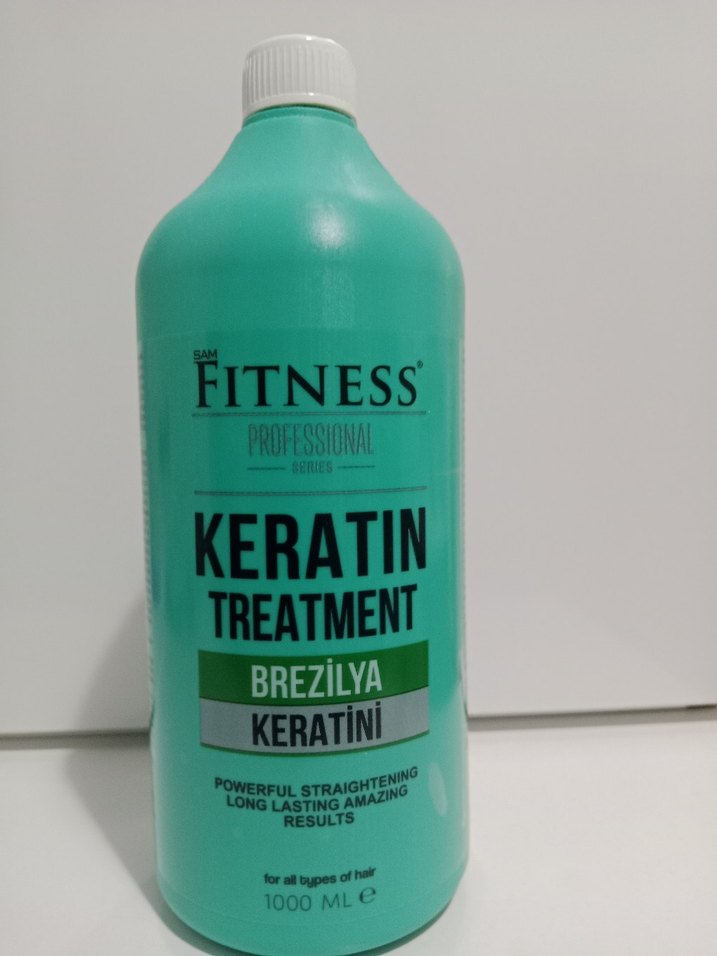 SAM
FITNESS®
PROFESSIONAL
SERIES
KERATIN
TREATMENT
BREZİLYA
KERATİNİ
POWERFUL STRAIGHTENING
LONG LASTING AMAZING
RESULTS
for all types of hair
1000 ML ℮